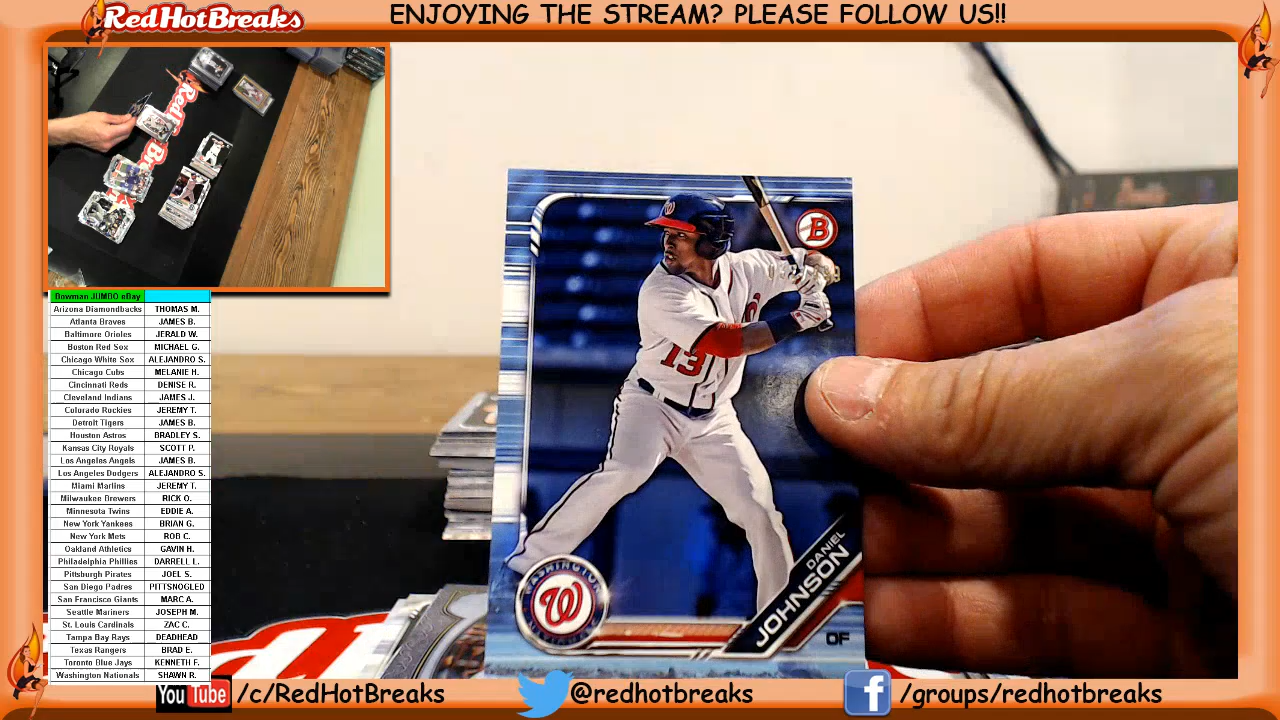 RedHotBreaks
ENJOYING THE STREAM? PLEASE FOLLOW US!!
Bowman JUMBO eBay
Arizona Diamondbacks THOMAS M.
Atlanta Braves JAMES B.
Baltimore Orioles JERALD W.
Boston Red Sox MICHAEL G.
Chicago White Sox ALEJANDRO S.
Chicago Cubs MELANIE H.
Cincinnati Reds DENISE R.
Cleveland Indians JAMES J.
Colorado Rockies JEREMY T.
Detroit Tigers JAMES B.
Houston Astros BRADLEY S.
Kansas City Royals SCOTT P.
Los Angeles Angels JAMES B.
Los Angeles Dodgers ALEJANDRO S.
Miami Marlins JEREMY T.
Milwaukee Brewers RICK O.
Minnesota Twins EDDIE A.
New York Yankees BRIAN G.
New York Mets ROB C.
Oakland Athletics GAVIN H.
Philadelphia Phillies DARRELL L.
Pittsburgh Pirates JOEL S.
San Diego Padres PITTSNOGLED
San Francisco Giants MARC A.
Seattle Mariners JOSEPH M.
St. Louis Cardinals ZAC C.
Tampa Bay Rays DEADHEAD
Texas Rangers BRAD E.
Toronto Blue Jays KENNETH F.
Washington Nationals SHAWN R.
B
W
13
WASHINGTON
W
NATIONALS
DANIEL
JOHNSON
OF
YouTube /c/RedHotBreaks
@redhotbreaks
f /groups/redhotbreaks